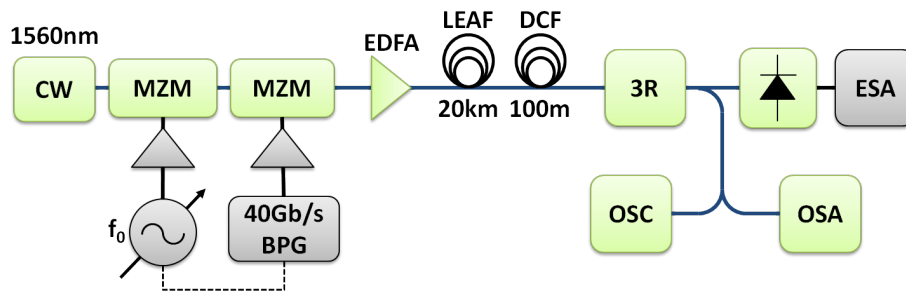 1560nm
CW
MZM
MZM
EDFA
LEAF
20km
DCF
100m
3R
ESA
f0
40Gb/s
BPG
OSC
OSA